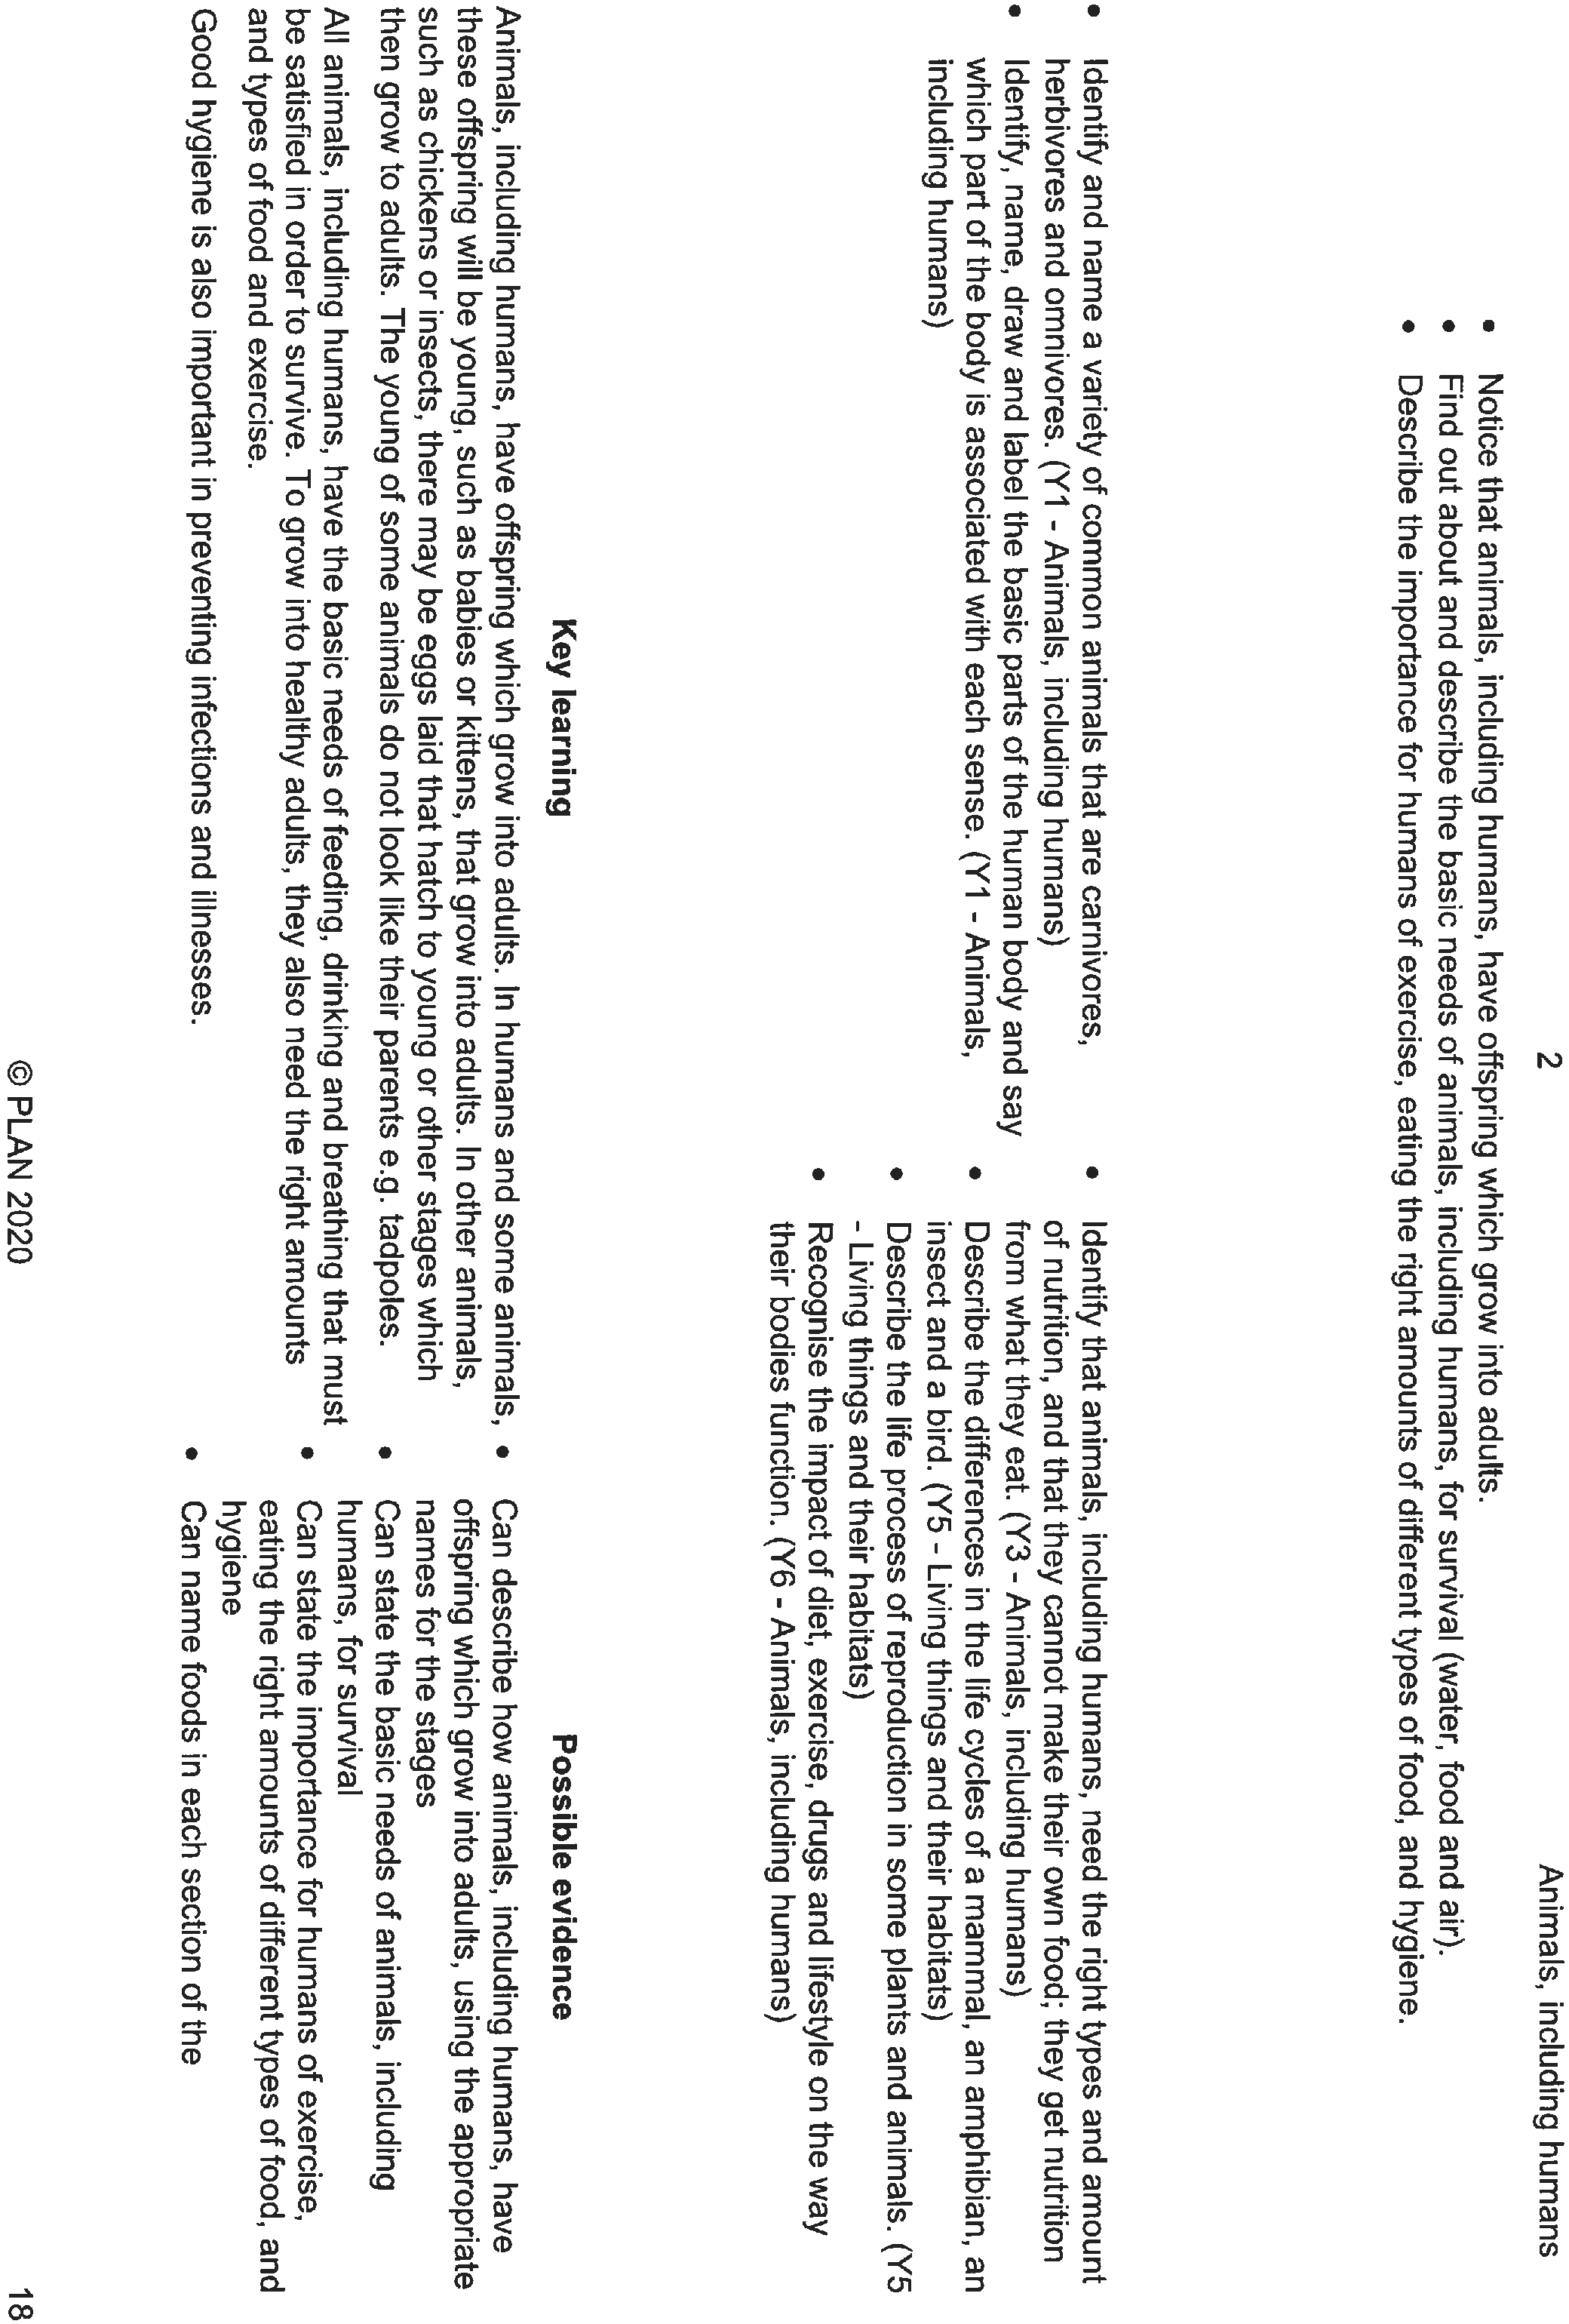 2
Animals, including humans
• Notice that animals, including humans, have offspring which grow into adults.
• Find out about and describe the basic needs of animals, including humans, for survival (water, food and air).
• Describe the importance for humans of exercise, eating the right amounts of different types of food, and hygiene.
• Identify and name a variety of common animals that are carnivores,
herbivores and omnivores. (Y1 - Animals, including humans)
• Identify, name, draw and label the basic parts of the human body and say
which part of the body is associated with each sense. (Y1 - Animals,
including humans)
• Identify that animals, including humans, need the right types and amount
of nutrition, and that they cannot make their own food; they get nutrition
from what they eat. (Y3 - Animals, including humans)
• Describe the differences in the life cycles of a mammal, an amphibian, an
insect and a bird. (Y5 - Living things and their habitats)
• Describe the life process of reproduction in some plants and animals. (Y5
- Living things and their habitats)
• Recognise the impact of diet, exercise, drugs and lifestyle on the way
their bodies function. (Y6 - Animals, including humans)
Key learning
Animals, including humans, have offspring which grow into adults. In humans and some animals,
these offspring will be young, such as babies or kittens, that grow into adults. In other animals,
such as chickens or insects, there may be eggs laid that hatch to young or other stages which
then grow to adults. The young of some animals do not look like their parents e.g. tadpoles.
All animals, including humans, have the basic needs of feeding, drinking and breathing that must
be satisfied in order to survive. To grow into healthy adults, they also need the right amounts
and types of food and exercise.
Good hygiene is also important in preventing infections and illnesses.
Possible evidence
• Can describe how animals, including humans, have
offspring which grow into adults, using the appropriate
names for the stages
• Can state the basic needs of animals, including
humans, for survival
• Can state the importance for humans of exercise,
eating the right amounts of different types of food, and
hygiene
• Can name foods in each section of the
© PLAN 2020
18